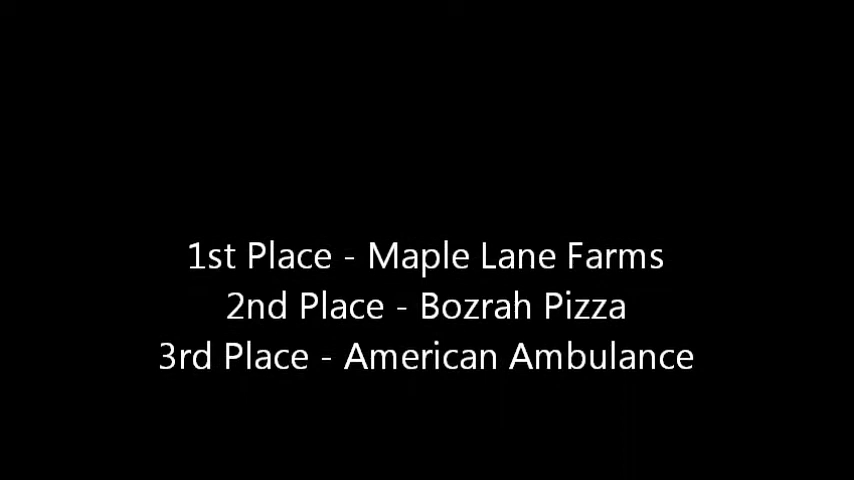 1st Place - Maple Lane Farms
2nd Place - Bozrah Pizza
3rd Place - American Ambulance